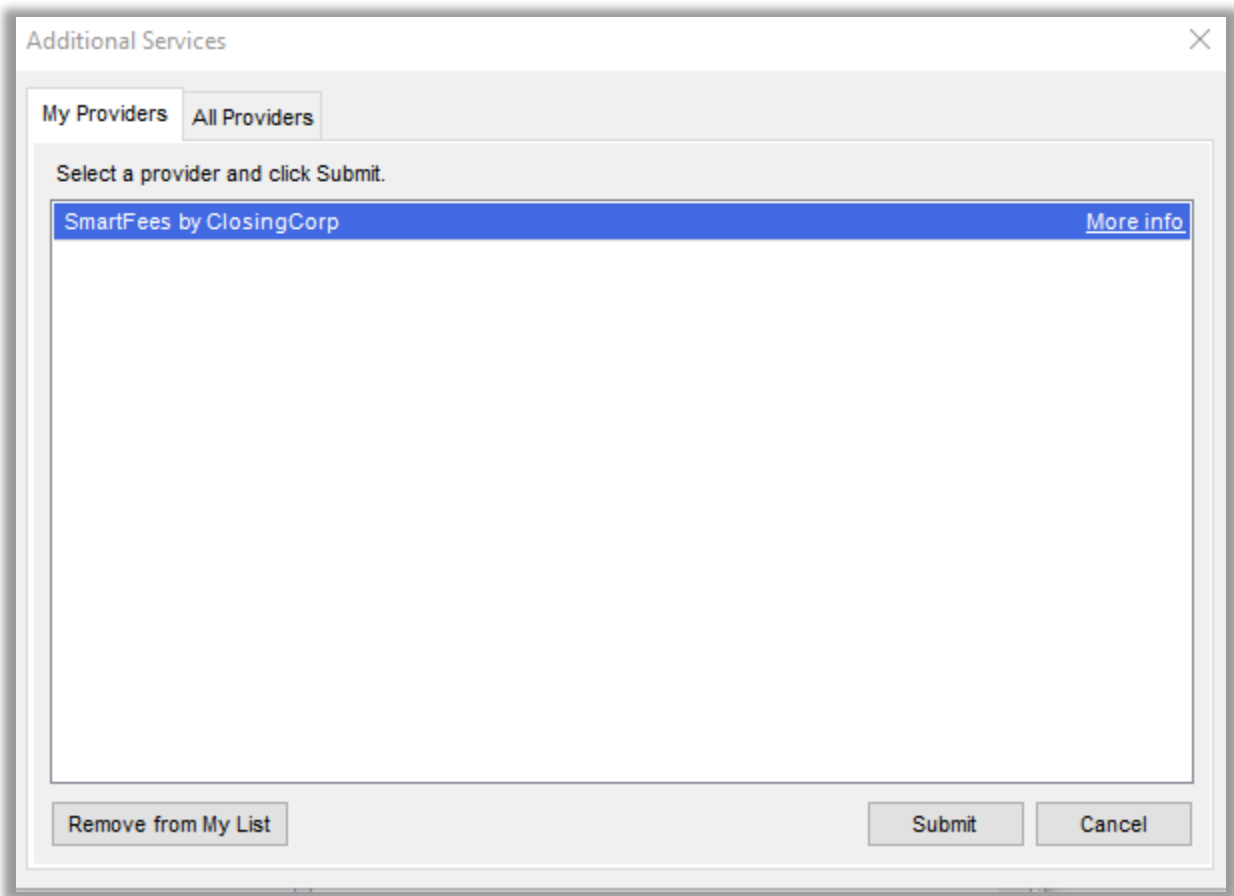 Additional Services
My Providers All Providers
Select a provider and click Submit.
SmartFees by ClosingCorp More info
Remove from My List Submit Cancel